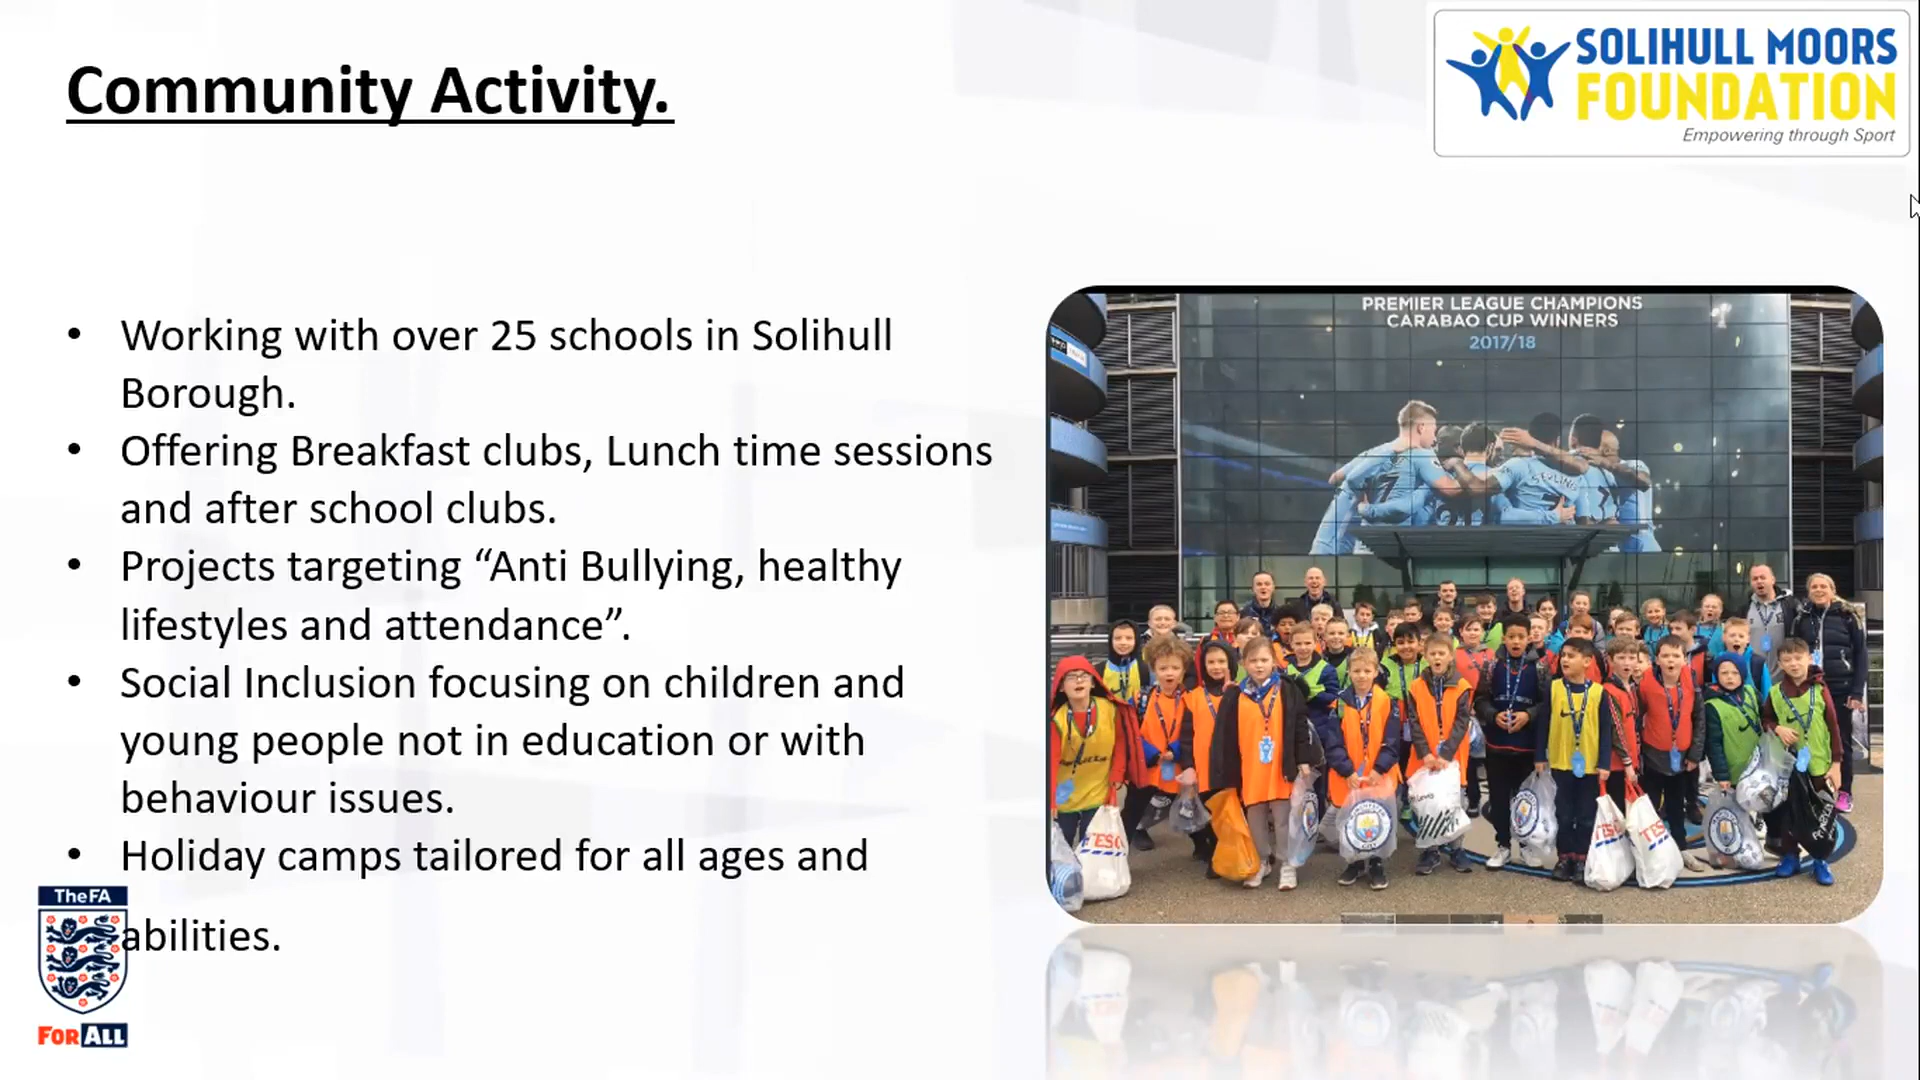 Community Activity.
SOLIHULL MOORS
FOUNDATION
Empowering through Sport
• Working with over 25 schools in Solihull
Borough.
• Offering Breakfast clubs, Lunch time sessions
and after school clubs.
• Projects targeting “Anti Bullying, healthy
lifestyles and attendance”.
• Social Inclusion focusing on children and
young people not in education or with
behaviour issues.
• Holiday camps tailored for all ages and
abilities.
TheFA
FOR ALL
PREMIER LEAGUE CHAMPIONS
CARABAO CUP WINNERS
2017/18